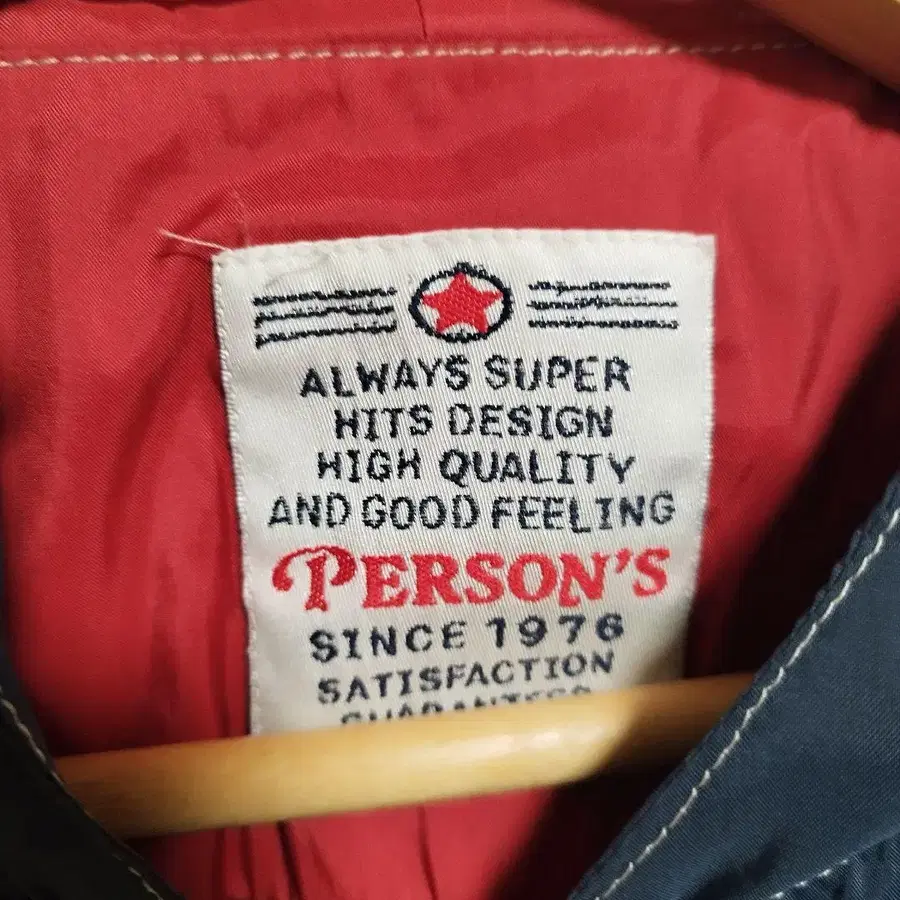 ALWAYS SUPER
HITS DESIGN
HIGH QUALITY
AND GOOD FEELING
PERSON'S
SINCE 1976
SATISFACTION